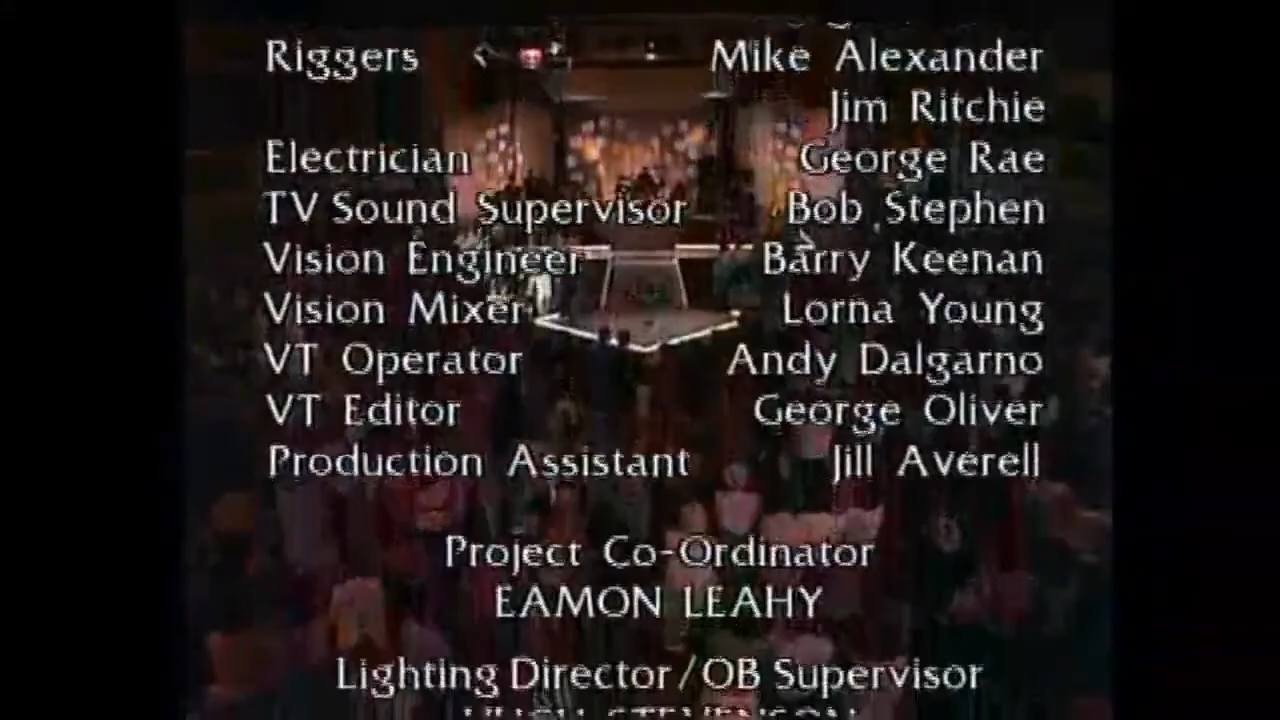 Riggers Mike Alexander
Jim Ritchie
Electrician George Rae
TV Sound Supervisor Bob Stephen
Vision Engineer Barry Keenan
Vision Mixer Lorna Young
VT Operator Andy Dalgarno
VT Editor George Oliver
Production Assistant Jill Averell
Project Co-Ordinator
EAMON LEAHY
Lighting Director/OB Supervisor